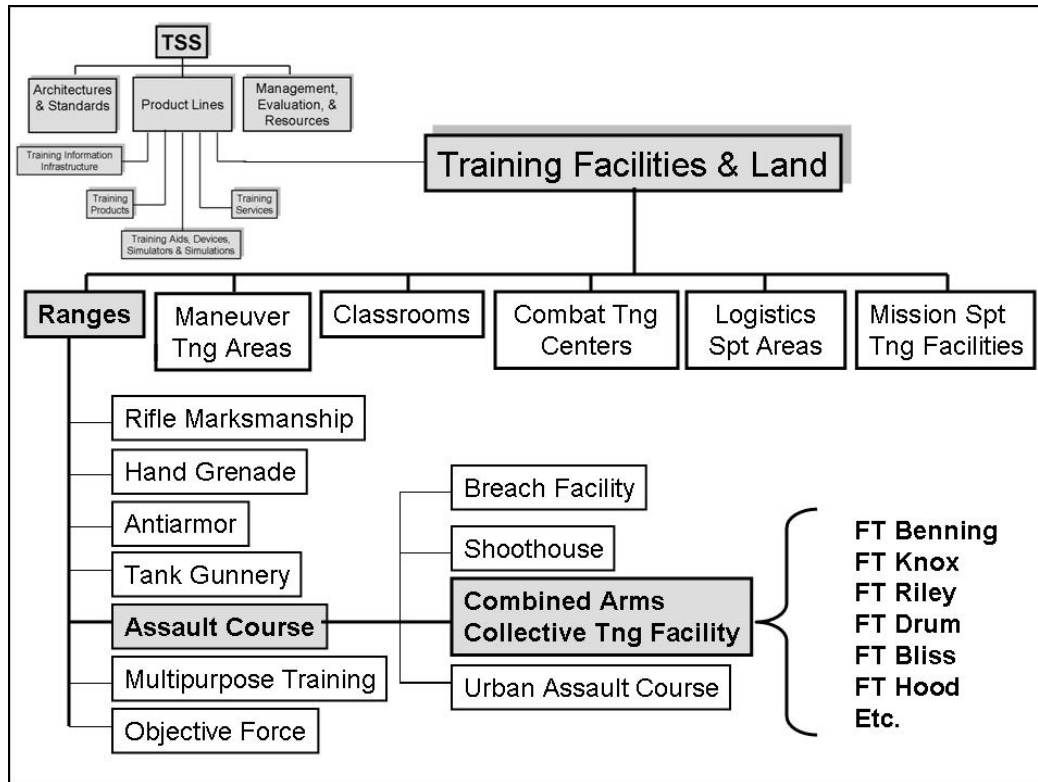 TSS
Architectures
& Standards
Product Lines
Management,
Evaluation, &
Resources
Training Information
Infrastructure
Training
Products
Training
Services
Training Aids, Devices,
Simulators & Simulations
Training Facilities & Land
Ranges
Maneuver
Tng Areas
Classrooms
Combat Tng
Centers
Logistics
Spt Areas
Mission Spt
Tng Facilities
Rifle Marksmanship
Hand Grenade
Antiarmor
Tank Gunnery
Assault Course
Multipurpose Training
Objective Force
Breach Facility
Shoothouse
Combined Arms
Collective Tng Facility
Urban Assault Course
FT Benning
FT Knox
FT Riley
FT Drum
FT Bliss
FT Hood
Etc.